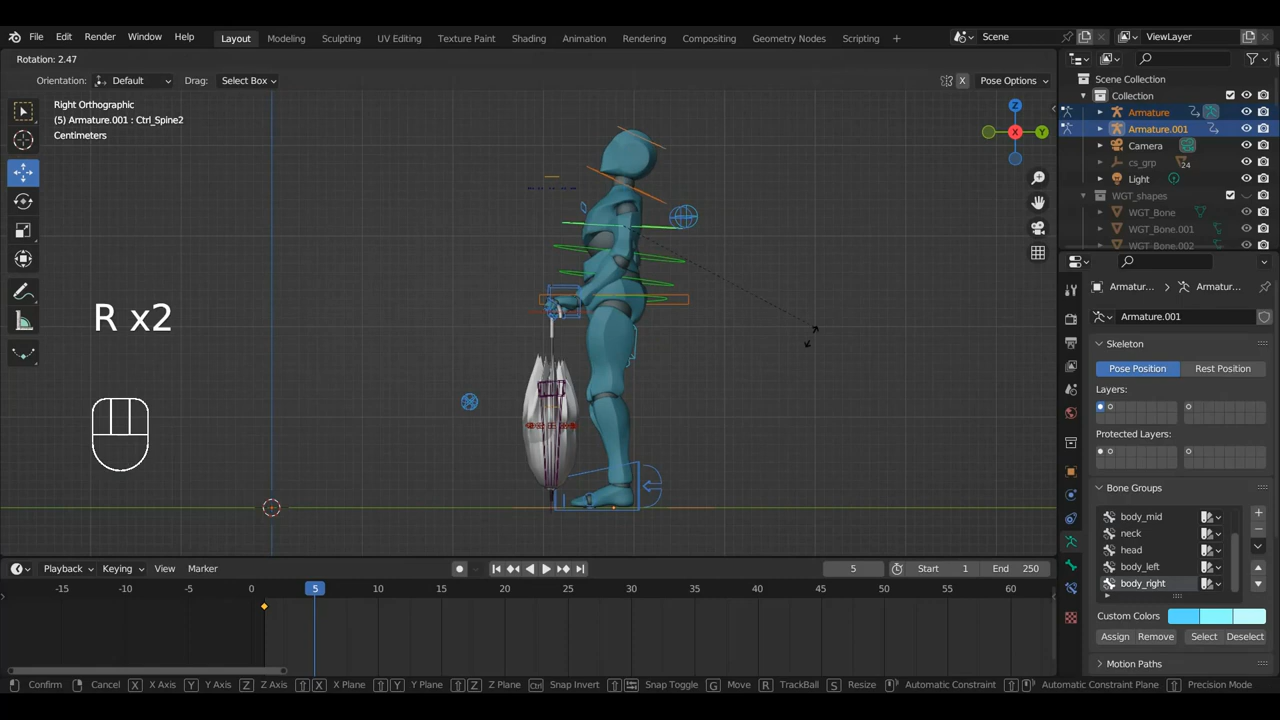 File Edit Render Window Help Layout Modeling Sculpting UV Editing Texture Paint Shading Animation Rendering Compositing Geometry Nodes Scripting + Scene ViewLayer
Rotation: 2.47
Orientation: Default Drag: Select Box X Pose Options
Right Orthographic
(5) Armature.001 : Ctrl_Spine2
Centimeters
Z
X
Y
Scene Collection
Collection
Armature
Armature.001
Camera
cs_grp 24
Light
WGT_shapes
WGT_Bone
WGT_Bone.001
WGT_Bone.002
Armatur... Armatur...
Armature.001
Skeleton
Pose Position Rest Position
Layers:
Protected Layers:
Bone Groups
body_mid
neck
head
body_left
body_right
Custom Colors
Assign Remove Select Deselect
Motion Paths
R x2
Playback Keying View Marker 5 Start 1 End 250
-15 -10 -5 0 5 10 15 20 25 30 35 40 45 50 55 60
Confirm Cancel X X Axis Y Y Axis Z Z Axis X X Plane Y Y Plane Z Z Plane Ctrl Snap Invert Snap Toggle G Move R TrackBall S Resize Automatic Constraint Automatic Constraint Plane Precision Mode